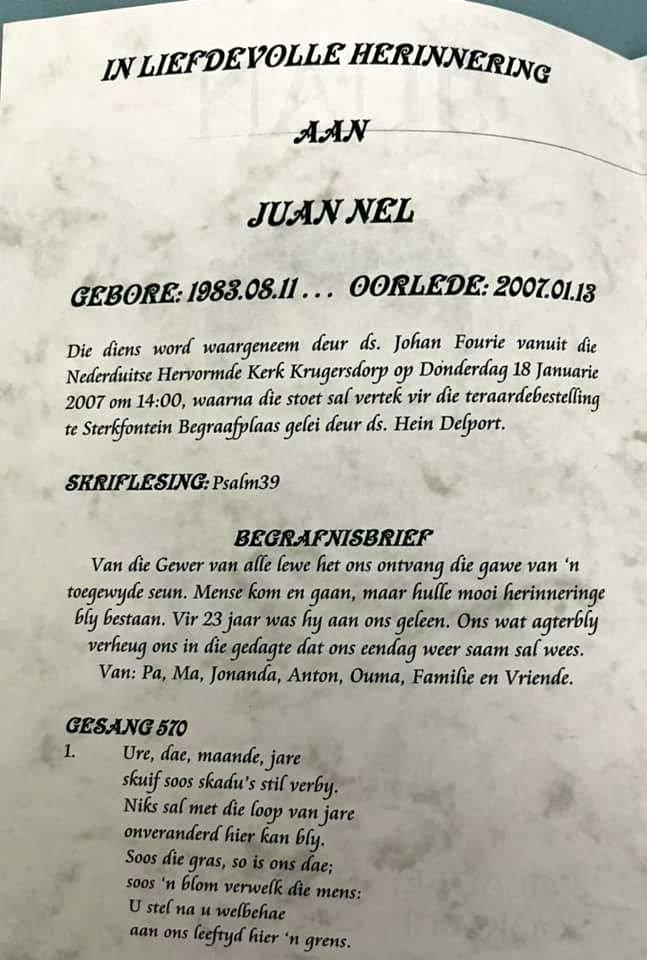 IN LIEFDEVOLLE HERINNERING
AAN
JUAN NEL
GEBORE: 1983.08.11 ... OORLEDE: 2007.01.13
Die diens word waargeneem deur ds. Johan Fourie vanuit die
Nederduitse Hervormde Kerk Krugersdorp op Donderdag 18 Januarie
2007 om 14:00, waarna die stoet sal vertek vir die teraardebestelling
te Sterkfontein Begraafplaas gelei deur ds. Hein Delport.
SKRIFLESING: Psalm39
BEGRAFNISBRIEF
Van die Gewer van alle lewe het ons ontvang die gawe van ‘n
toegewyde seun. Mense kom en gaan, maar hulle mooi herinneringe
bly bestaan. Vir 23 jaar was hy aan ons geleen. Ons wat agterbly
verheug ons in die gedagte dat ons eendag weer saam sal wees.
Van: Pa, Ma, Jonanda, Anton, Ouma, Familie en Vriende.
GESANG 570
1. Ure, dae, maande, jare
skuif soos skadu's stil verby.
Niks sal met die loop van jare
onveranderd hier kan bly.
Soos die gras, so is ons dae;
soos ‘n blom verwelk die mens:
U stel na u welbehae
aan ons leeftyd hier ‘n grens.